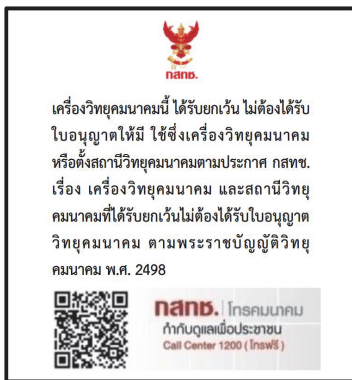 กสทช.
เครื่องวิทยุคมนาคมนี้ ได้รับยกเว้น ไม่ต้องได้รับ
ใบอนุญาตให้มี ใช้ซึ่งเครื่องวิทยุคมนาคม
หรือตั้งสถานีวิทยุคมนาคมตามประกาศ กสทช.
เรื่อง เครื่องวิทยุคมนาคม และสถานีวิทยุ
คมนาคมที่ได้รับยกเว้นไม่ต้องได้รับใบอนุญาต
วิทยุคมนาคม ตามพระราชบัญญัติวิทยุ
คมนาคม พ.ศ. 2498
กสทช. | โทรคมนาคม
กำกับดูแลเพื่อประชาชน
Call Center 1200 ( โทรฟรี )